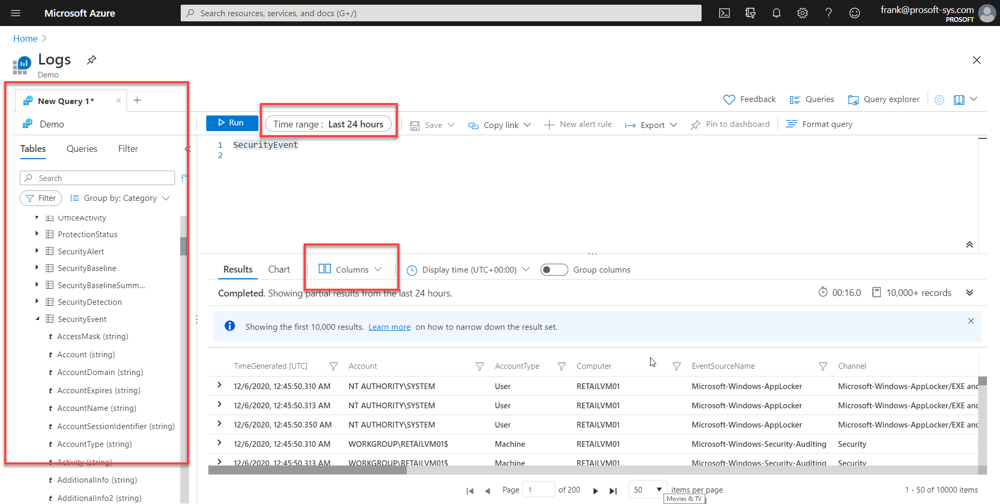 Microsoft Azure
Search resources, services, and docs (G+/)
frank@prosoft-sys.com
PROSOFT
Home
Logs
Demo
New Query 1*
Feedback
Queries
Query explorer
Demo
Run
Time range : Last 24 hours
Save
Copy link
New alert rule
Export
Pin to dashboard
Format query
Tables
Queries
Filter
1 SecurityEvent
2
Search
Filter
Group by: Category
OfficeActivity
ProtectionStatus
SecurityAlert
SecurityBaseline
SecurityBaselineSumm...
SecurityDetection
SecurityEvent
t AccessMask (string)
t Account (string)
t AccountDomain (string)
t AccountExpires (string)
t AccountName (string)
t AccountSessionIdentifier (string)
t AccountType (string)
t Activity (string)
t AdditionalInfo (string)
t AdditionalInfo2 (string)
Results
Chart
Columns
Display time (UTC+00:00)
Group columns
Completed. Showing partial results from the last 24 hours.
00:16.0
10,000+ records
Showing the first 10,000 results. Learn more on how to narrow down the result set.
TimeGenerated [UTC] Account AccountType Computer EventSourceName Channel
12/6/2020, 12:45:50.310 AM NT AUTHORITY\SYSTEM User RETAILVM01 Microsoft-Windows-AppLocker Microsoft-Windows-AppLocker/EXE and
12/6/2020, 12:45:50.313 AM NT AUTHORITY\SYSTEM User RETAILVM01 Microsoft-Windows-AppLocker Microsoft-Windows-AppLocker/EXE and
12/6/2020, 12:45:50.350 AM NT AUTHORITY\SYSTEM User RETAILVM01 Microsoft-Windows-AppLocker Microsoft-Windows-AppLocker/EXE and
12/6/2020, 12:45:50.310 AM WORKGROUP\RETAILVM01$ Machine RETAILVM01 Microsoft-Windows-Security-Auditing Security
12/6/2020, 12:45:50.313 AM WORKGROUP\RETAILVM01$ Machine RETAILVM01 Microsoft-Windows-Security-Auditing Security
Page 1 of 200
50 items per page
1 - 50 of 10000 items
Movies & TV